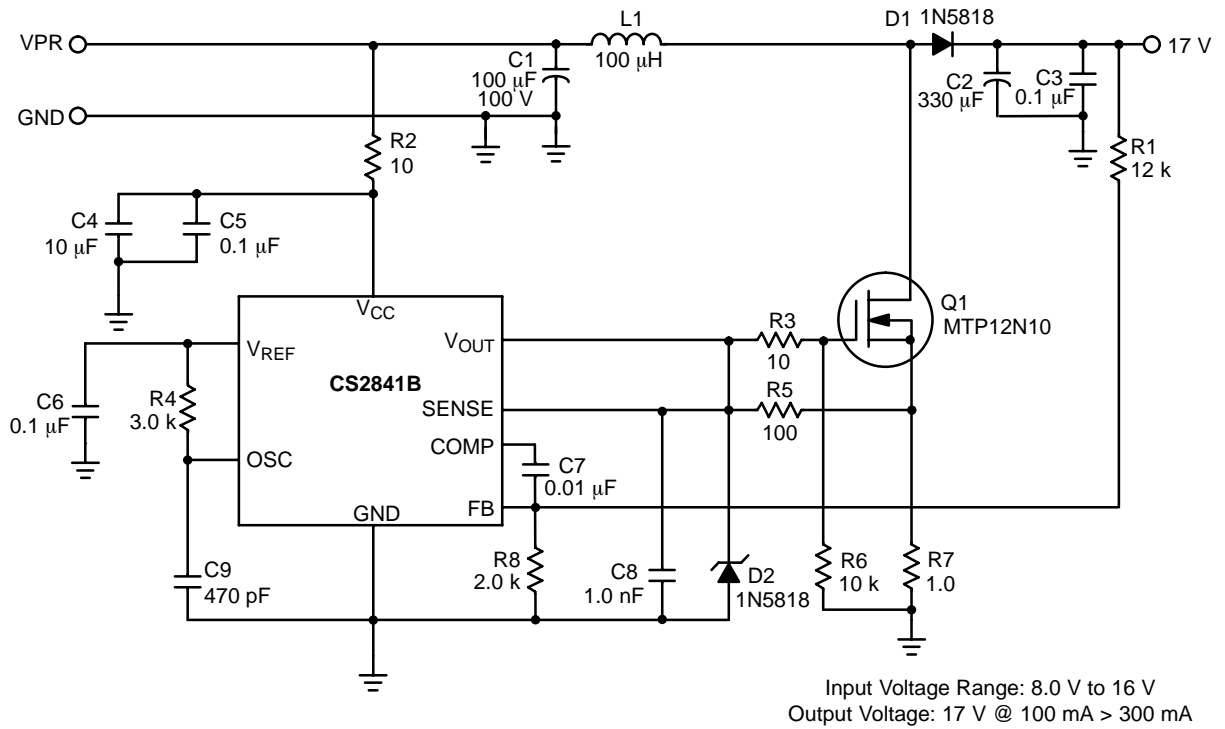 D1
1N5818
L1
VPR
17 V
100 μH
C1
100 μF
100 V
C2
330 μF
C3
0.1 μF
GND
R2
10
R1
12 k
C4
10 μF
C5
0.1 μF
VCC
Q1
MTP12N10
VREF
VOUT
R3
10
CS2841B
C6
0.1 μF
R4
3.0 k
SENSE
R5
100
COMP
OSC
C7
0.01 μF
GND
FB
R8
2.0 k
C8
1.0 nF
D2
1N5818
R6
10 k
R7
1.0
C9
470 pF
Input Voltage Range: 8.0 V to 16 V
Output Voltage: 17 V @ 100 mA > 300 mA